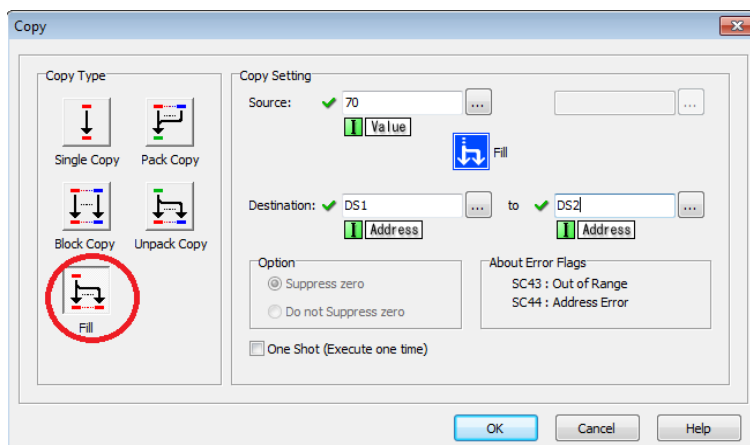 Copy
Copy Type
Single Copy
Pack Copy
Block Copy
Unpack Copy
Fill
Copy Setting
Source:
70
...
...
I Value
Fill
Destination:
DS1
...
to
DS2
...
I Address
I Address
Option
Suppress zero
Do not Suppress zero
About Error Flags
SC43 : Out of Range
SC44 : Address Error
One Shot (Execute one time)
OK
Cancel
Help